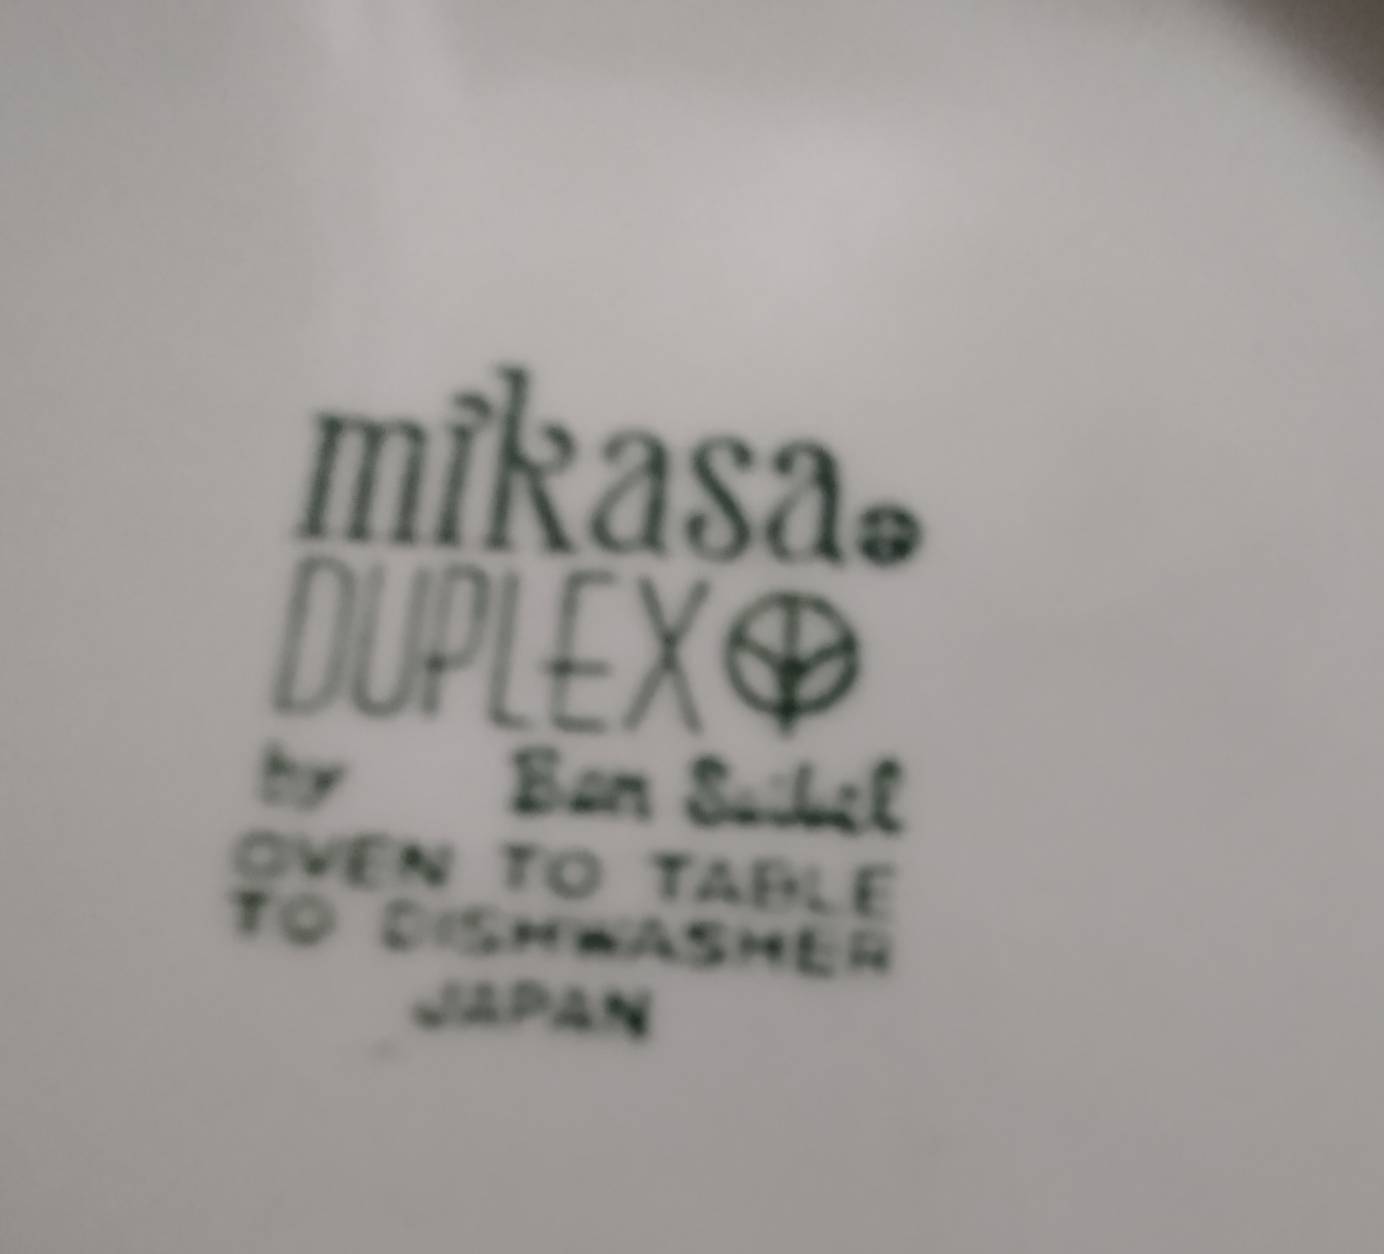 mikasa
DUPLEX
by Ben Seibel
OVEN TO TABLE
TO DISHWASHER
JAPAN